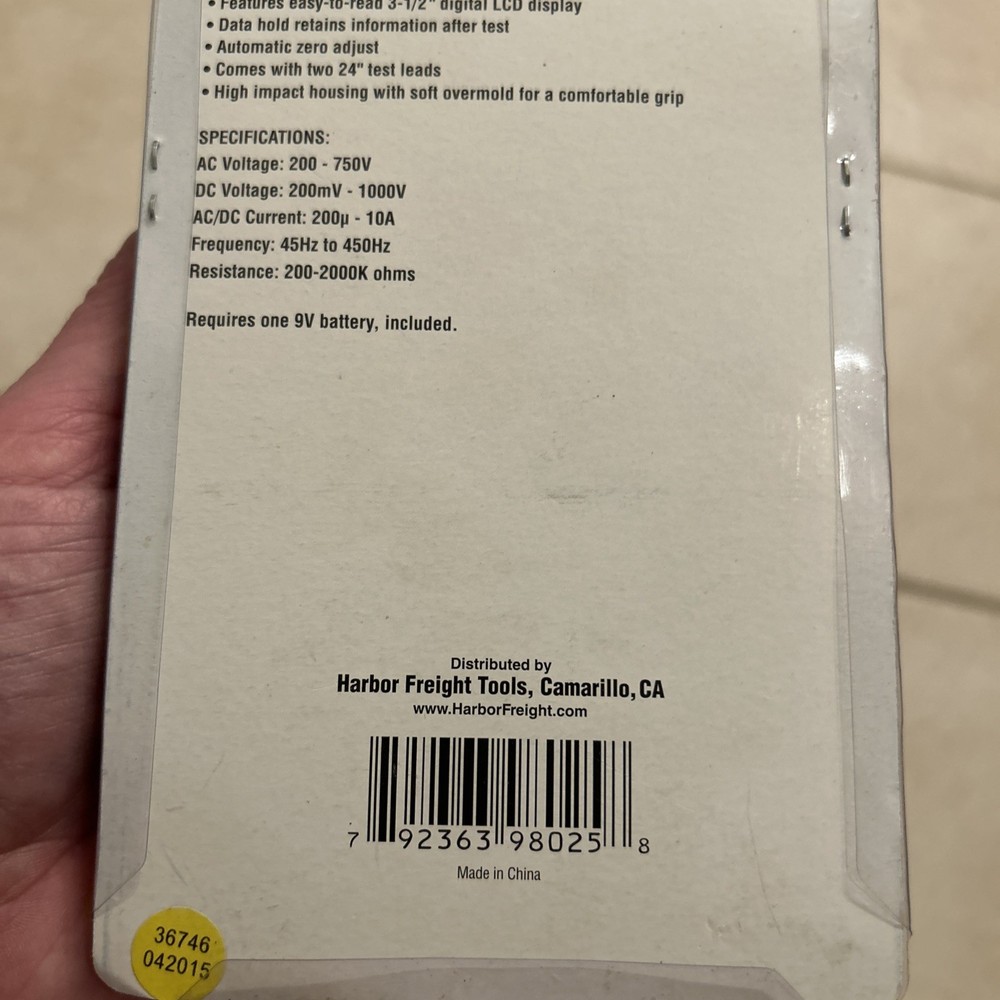 • Features easy-to-read 3-1/2" digital LCD display
• Data hold retains information after test
• Automatic zero adjust
• Comes with two 24" test leads
• High impact housing with soft overmold for a comfortable grip
SPECIFICATIONS:
AC Voltage: 200 - 750V
DC Voltage: 200mV - 1000V
AC/DC Current: 200µ - 10A
Frequency: 45Hz to 450Hz
Resistance: 200-2000K ohms
Requires one 9V battery, included.
Distributed by
Harbor Freight Tools, Camarillo, CA
www.HarborFreight.com
7 92363 98025 8
Made in China
36746
042015